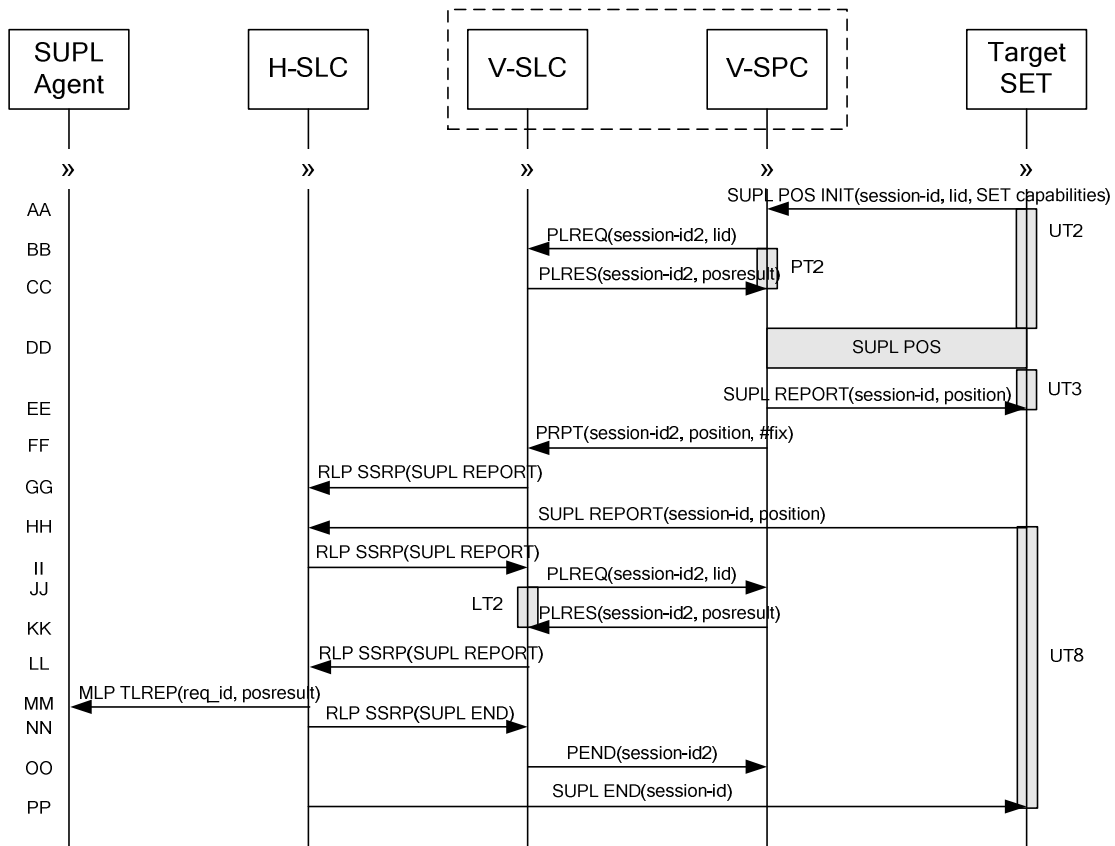 SUPL
Agent
H-SLC
V-SLC
V-SPC
Target
SET
» » » » »
AA
SUPL POS INIT(session-id, lid, SET capabilities)
UT2
BB
PLREQ(session-id2, lid)
PT2
CC
PLRES(session-id2, posresult)
DD
SUPL POS
UT3
EE
SUPL REPORT(session-id, position)
FF
PRPT(session-id2, position, #fix)
GG
RLP SSRP(SUPL REPORT)
HH
SUPL REPORT(session-id, position)
II
RLP SSRP(SUPL REPORT)
JJ
PLREQ(session-id2, lid)
LT2
KK
PLRES(session-id2, posresult)
LL
RLP SSRP(SUPL REPORT)
UT8
MM
MLP TLREP(req_id, posresult)
NN
RLP SSRP(SUPL END)
OO
PEND(session-id2)
PP
SUPL END(session-id)